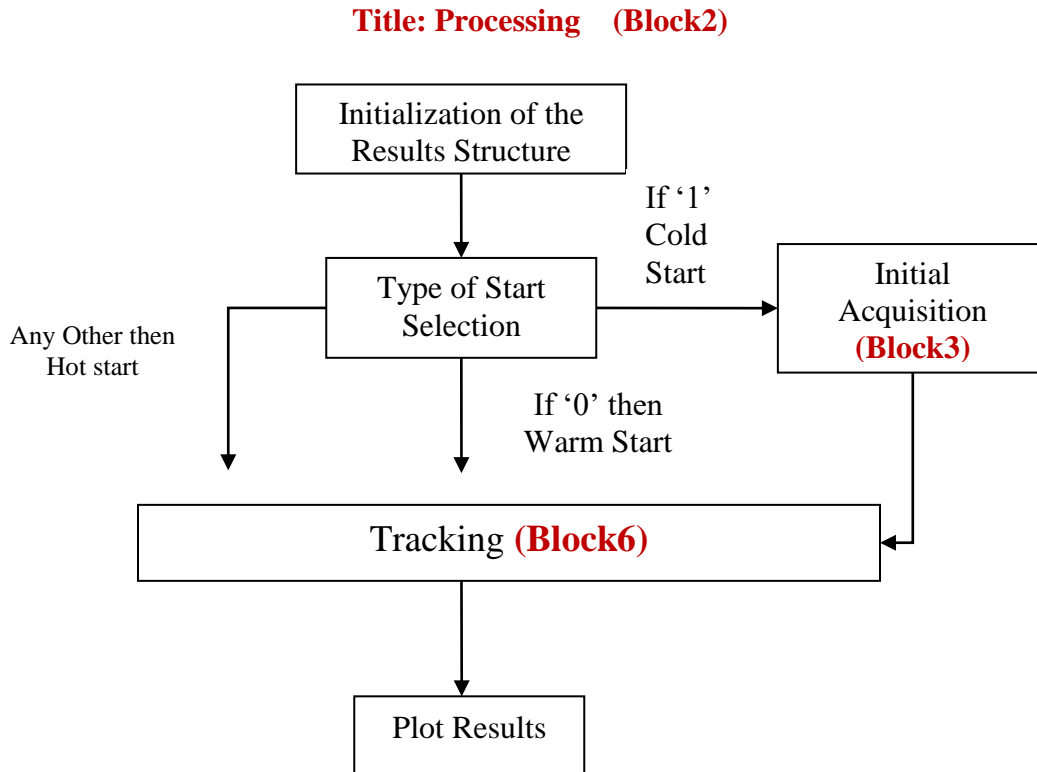 Title: Processing (Block2)
Initialization of the
Results Structure
If ‘1’
Cold
Start
Type of Start
Selection
Initial
Acquisition
(Block3)
Any Other then
Hot start
If ‘0’ then
Warm Start
Tracking (Block6)
Plot Results